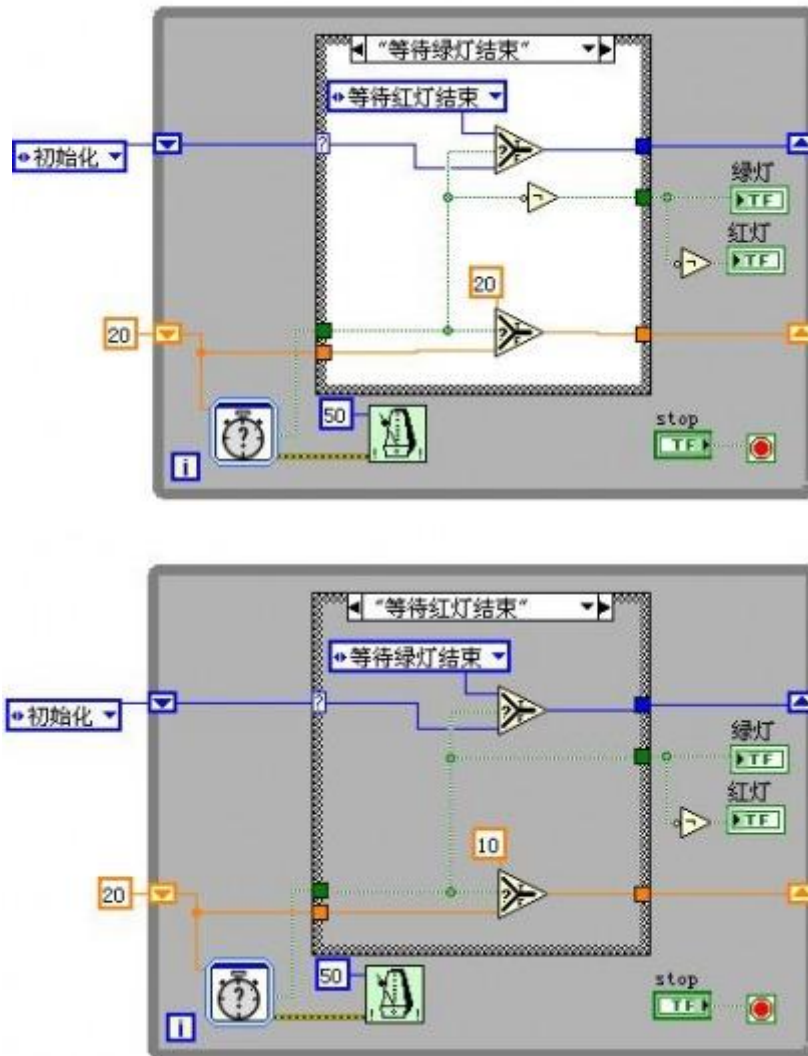 "等待绿灯结束"
等待红灯结束
初始化
?
绿灯
TF
红灯
TF
20
20
50
stop
TF
i
"等待红灯结束"
等待绿灯结束
初始化
?
绿灯
TF
红灯
TF
10
20
50
stop
TF
i